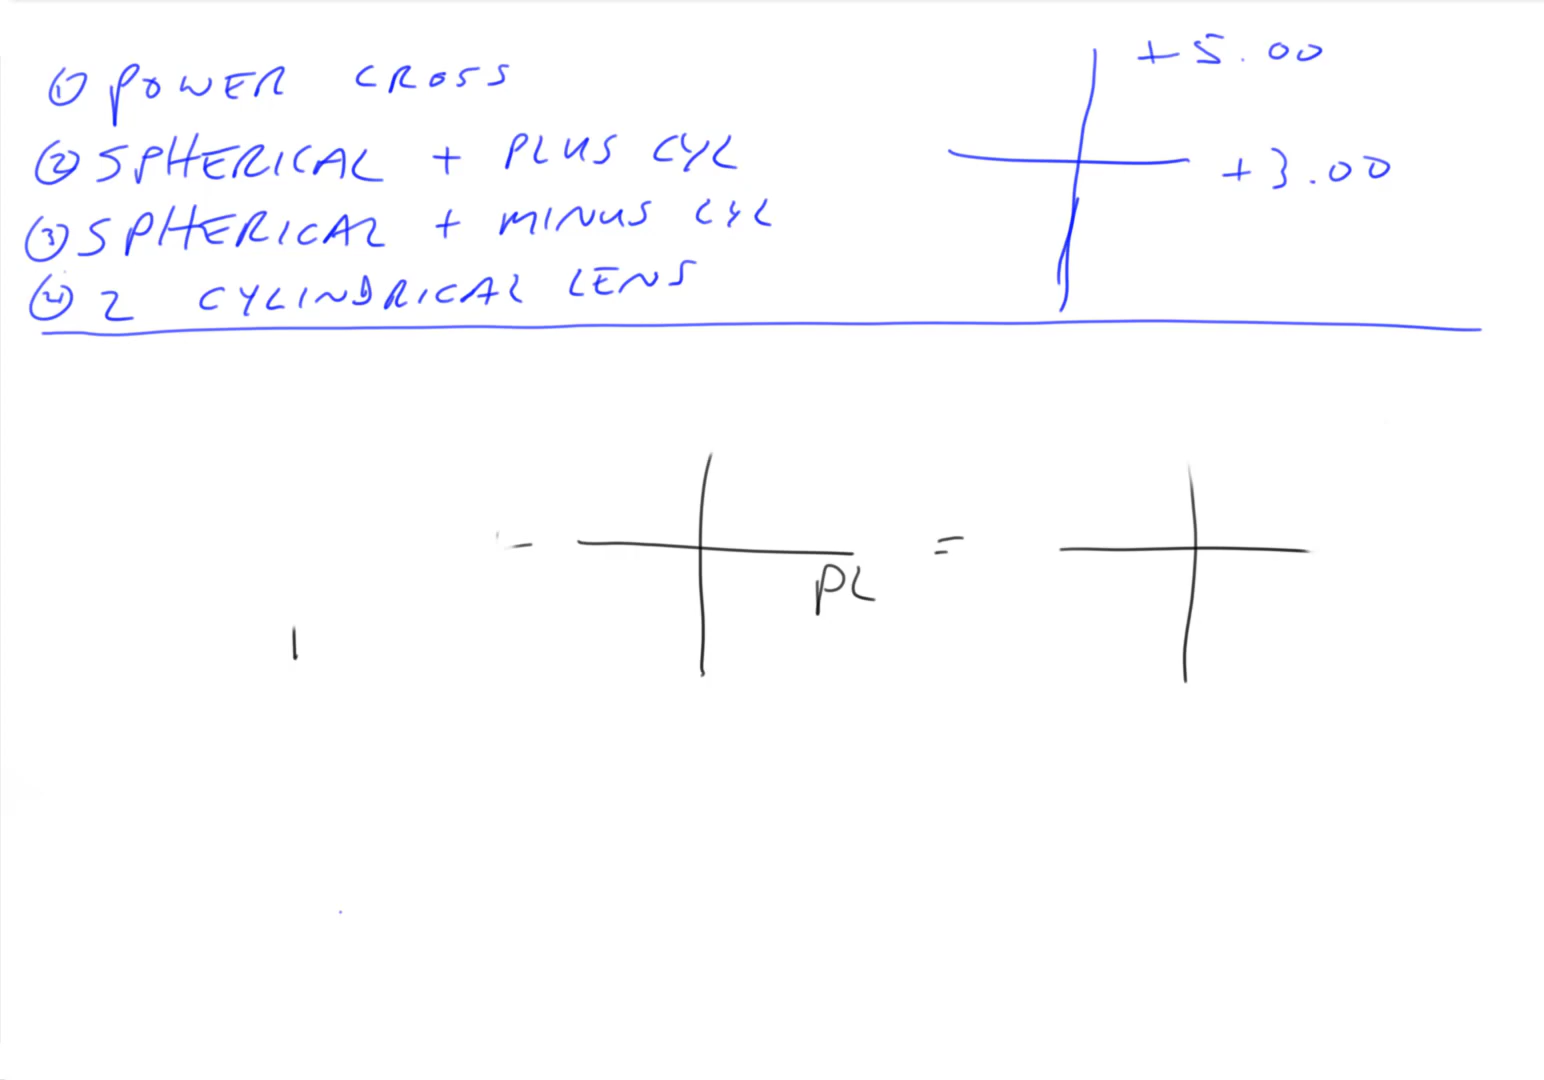 ① POWER CROSS
② SPHERICAL + PLUS CYL
③ SPHERICAL + MINUS CYL
④ 2 CYLINDRICAL LENS
+5.00
+3.00
- PL =